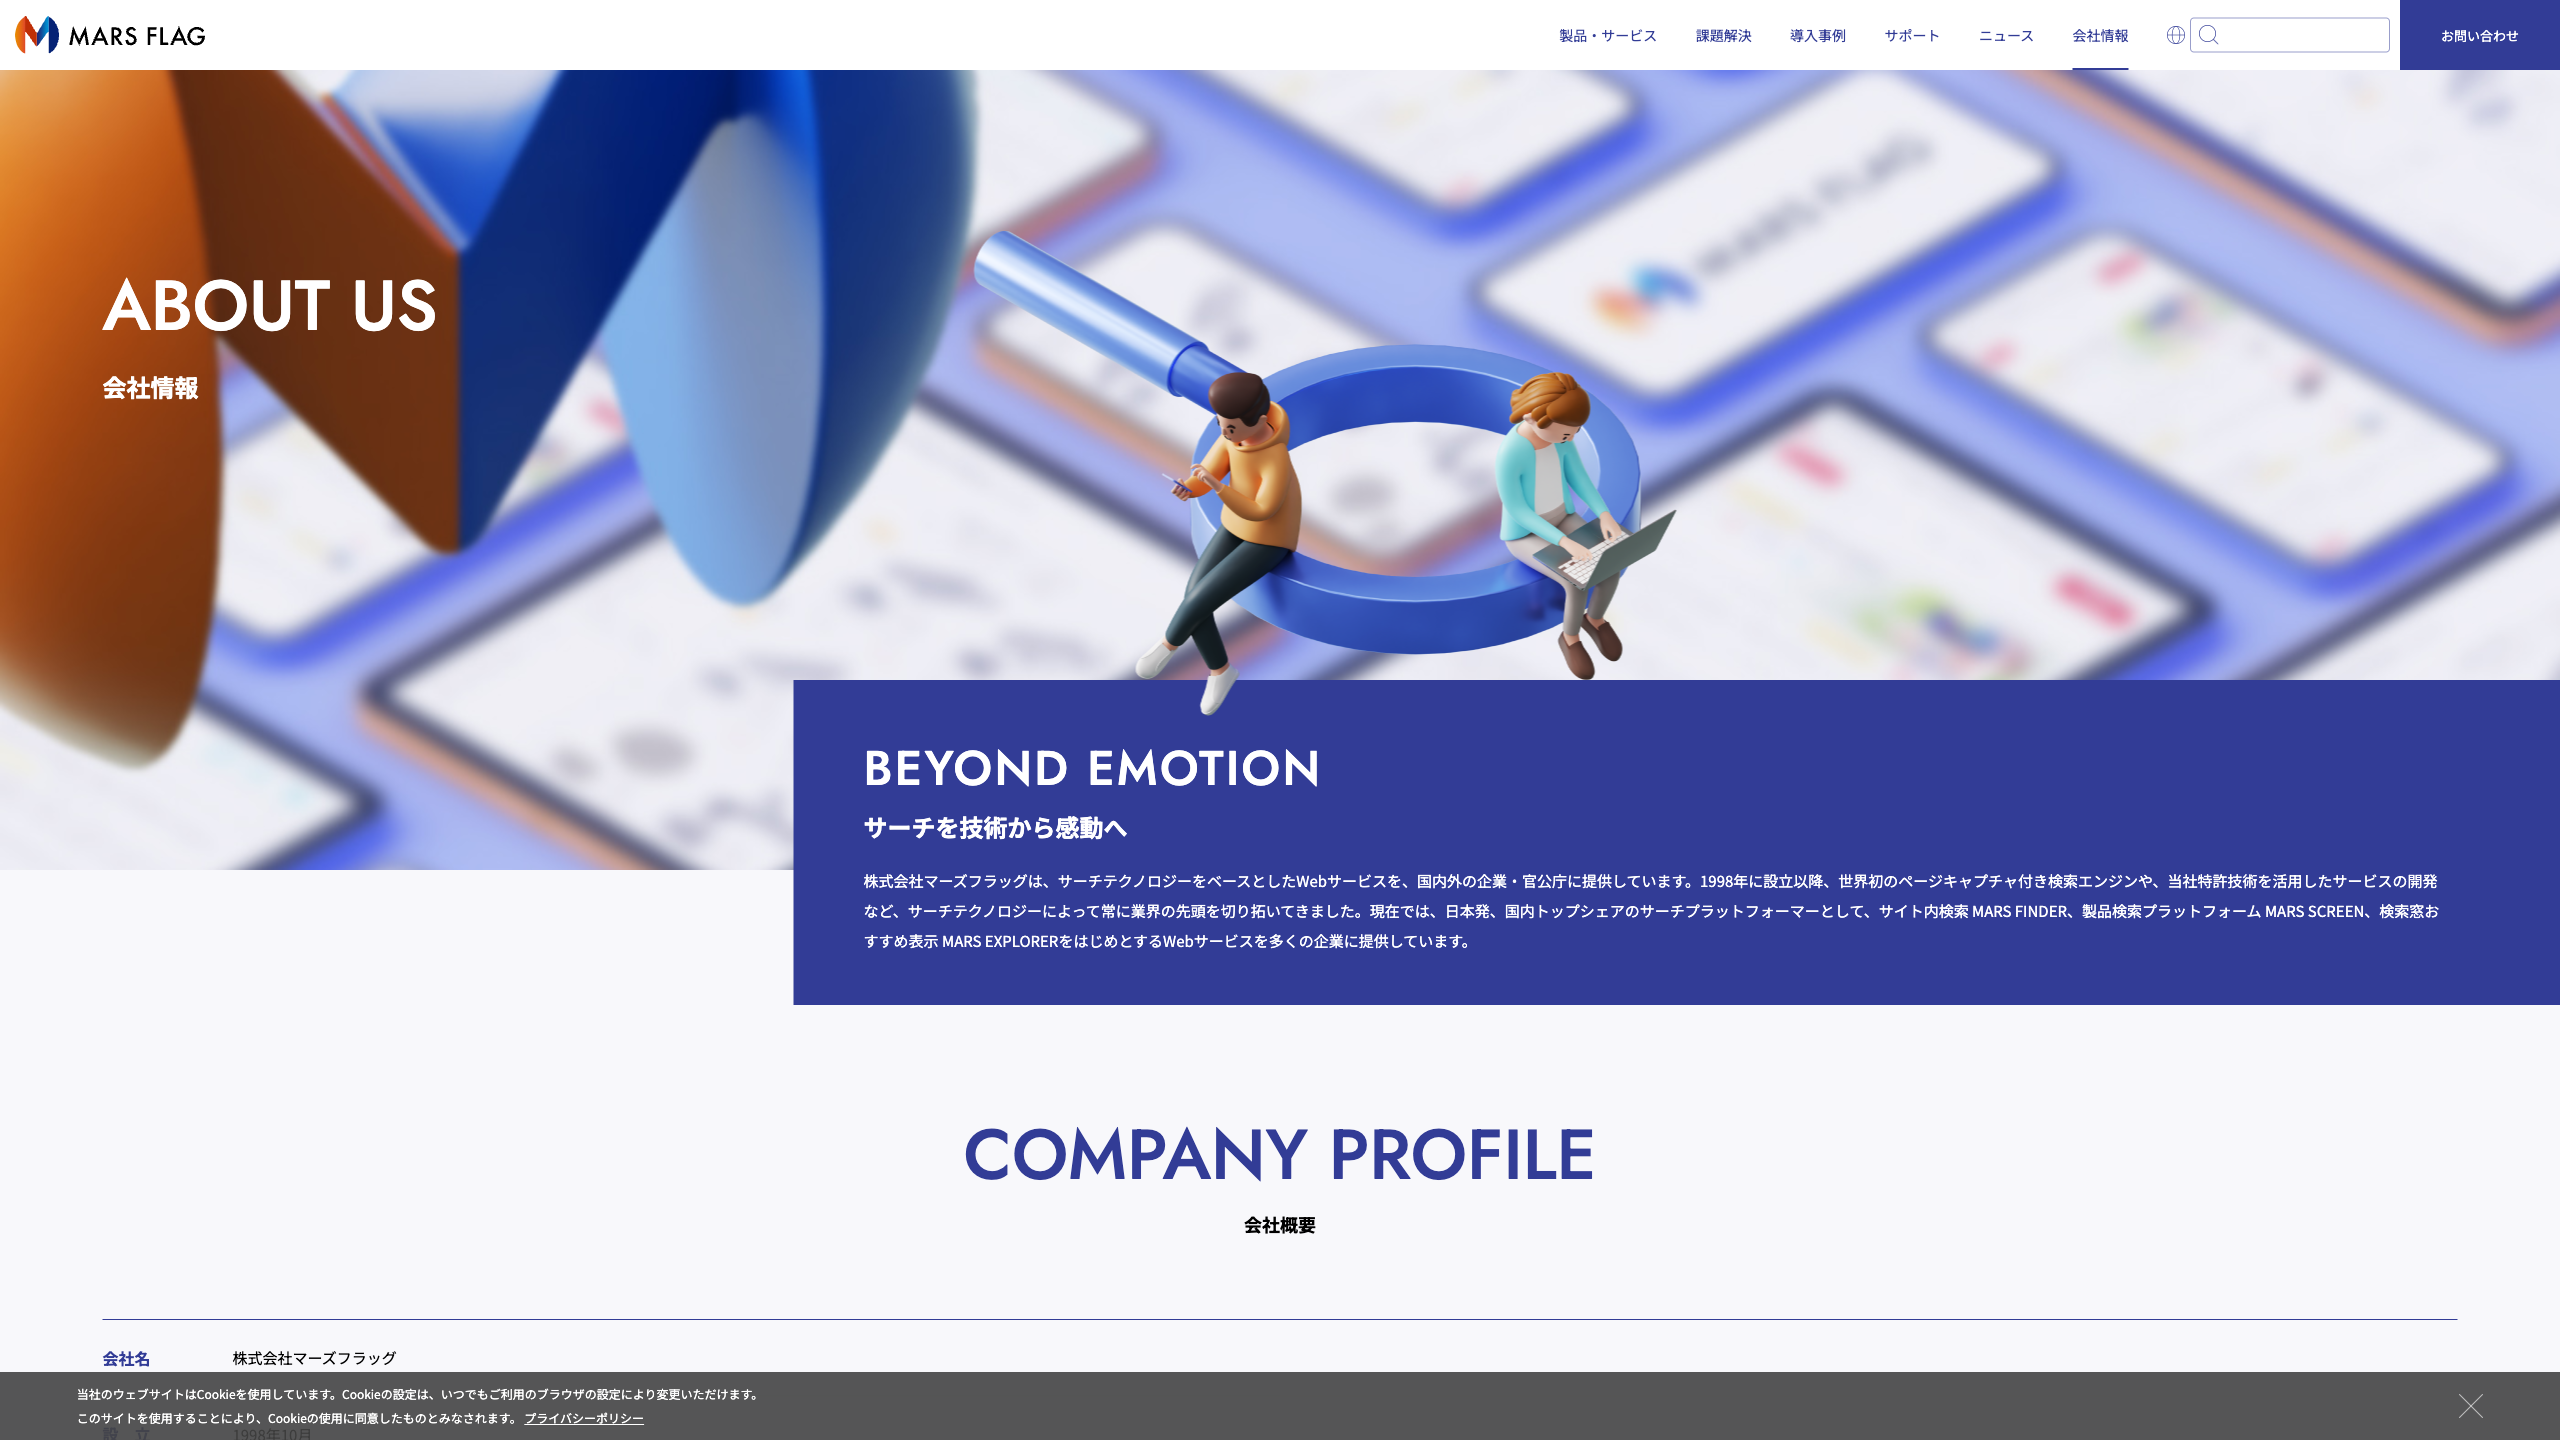 MARS FLAG
製品・サービス
課題解決
導入事例
サポート
ニュース
会社情報
お問い合わせ
MARS FLAG
ABOUT US
会社情報
BEYOND EMOTION
サーチを技術から感動へ
株式会社マーズフラッグは、サーチテクノロジーをベースとしたWebサービスを、国内外の企業・官公庁に提供しています。1998年に設立以降、世界初のページキャプチャ付き検索エンジンや、当社特許技術を活用したサービスの開発
など、サーチテクノロジーによって常に業界の先頭を切り拓いてきました。現在では、日本発、国内トップシェアのサーチプラットフォーマーとして、サイト内検索 MARS FINDER、製品検索プラットフォーム MARS SCREEN、検索窓お
すすめ表示 MARS EXPLORERをはじめとするWebサービスを多くの企業に提供しています。
COMPANY PROFILE
会社概要
会社名 株式会社マーズフラッグ
当社のウェブサイトはCookieを使用しています。Cookieの設定は、いつでもご利用のブラウザの設定により変更いただけます。
このサイトを使用することにより、Cookieの使用に同意したものとみなされます。 プライバシーポリシー
設 立 1998年10月